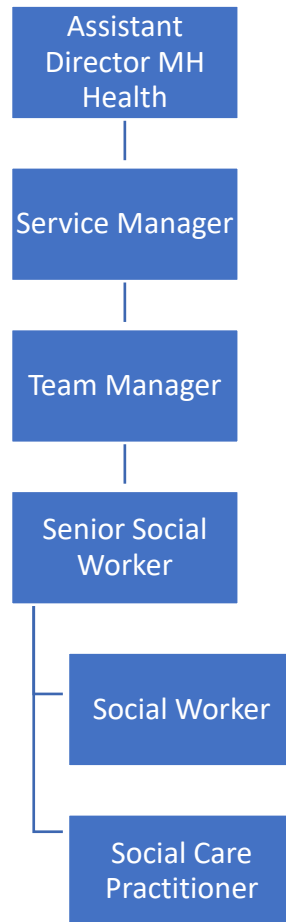 Assistant
Director MH
Health
Service Manager
Team Manager
Senior Social
Worker
Social Worker
Social Care
Practitioner